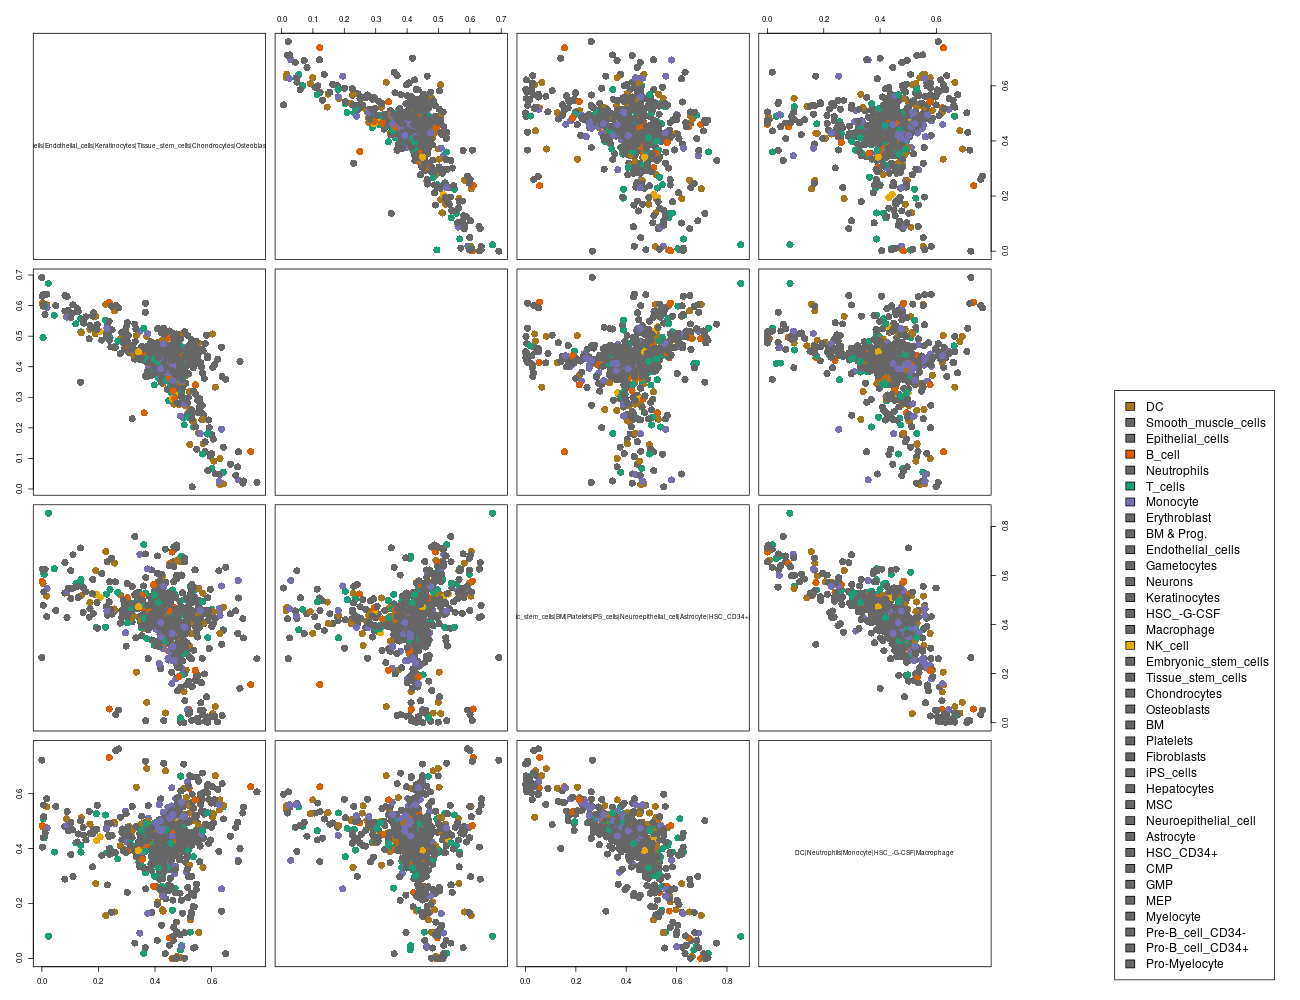 0.0 0.1 0.2 0.3 0.4 0.5 0.6 0.7
0.0 0.2 0.4 0.6
ells|Endothelial_cells|Keratinocytes|Tissue_stem_cells|Chondrocytes|Osteoblas
0.0 0.2 0.4 0.6
0.0 0.1 0.2 0.3 0.4 0.5 0.6 0.7
c_stem_cells|BM|Platelets|iPS_cells|Neuroepithelial_cell|Astrocyte|HSC_CD34+
0.0 0.2 0.4 0.6 0.8
DC|Neutrophils|Monocyte|HSC_-G-CSF|Macrophage
0.0 0.2 0.4 0.6
0.0 0.2 0.4 0.6
0.0 0.2 0.4 0.6 0.8
DC
Smooth_muscle_cells
Epithelial_cells
B_cell
Neutrophils
T_cells
Monocyte
Erythroblast
BM & Prog.
Endothelial_cells
Gametocytes
Neurons
Keratinocytes
HSC_-G-CSF
Macrophage
NK_cell
Embryonic_stem_cells
Tissue_stem_cells
Chondrocytes
Osteoblasts
BM
Platelets
Fibroblasts
iPS_cells
Hepatocytes
MSC
Neuroepithelial_cell
Astrocyte
HSC_CD34+
CMP
GMP
MEP
Myelocyte
Pre-B_cell_CD34-
Pro-B_cell_CD34+
Pro-Myelocyte